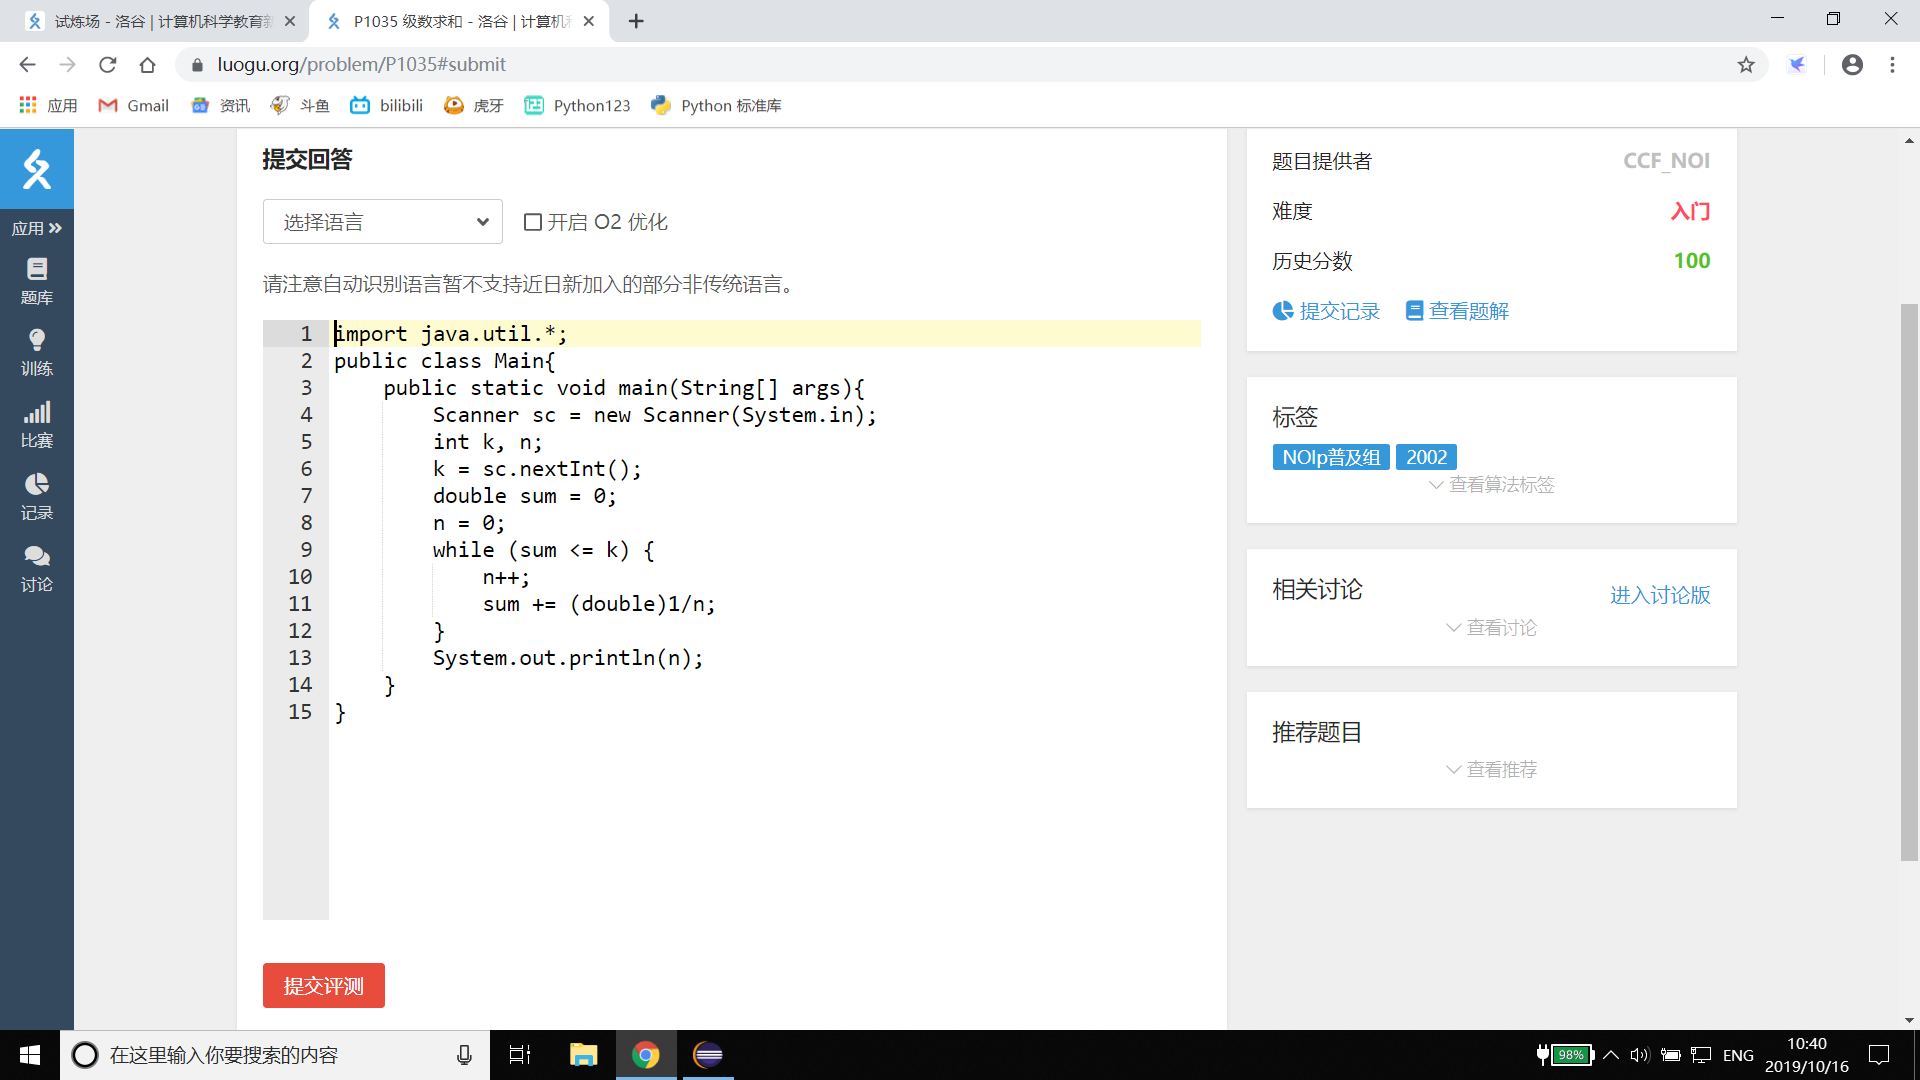 试炼场 - 洛谷 | 计算机科学教育新
P1035 级数求和 - 洛谷 | 计算机科
luogu.org/problem/P1035#submit
应用 Gmail 资讯 斗鱼 bilibili 虎牙 Python123 Python 标准库
应用
题库
训练
比赛
记录
讨论
提交回答
选择语言
开启 O2 优化
请注意自动识别语言暂不支持近日新加入的部分非传统语言。
1 import java.util.*;
2 public class Main{
3 public static void main(String[] args){
4 Scanner sc = new Scanner(System.in);
5 int k, n;
6 k = sc.nextInt();
7 double sum = 0;
8 n = 0;
9 while (sum <= k) {
10 n++;
11 sum += (double)1/n;
12 }
13 System.out.println(n);
14 }
15 }
提交评测
题目提供者 CCF_NOI
难度 入门
历史分数 100
提交记录 查看题解
标签
NOIp普及组 2002
查看算法标签
相关讨论 进入讨论版
查看讨论
推荐题目
查看推荐
在这里输入你要搜索的内容
98%
ENG
10:40
2019/10/16